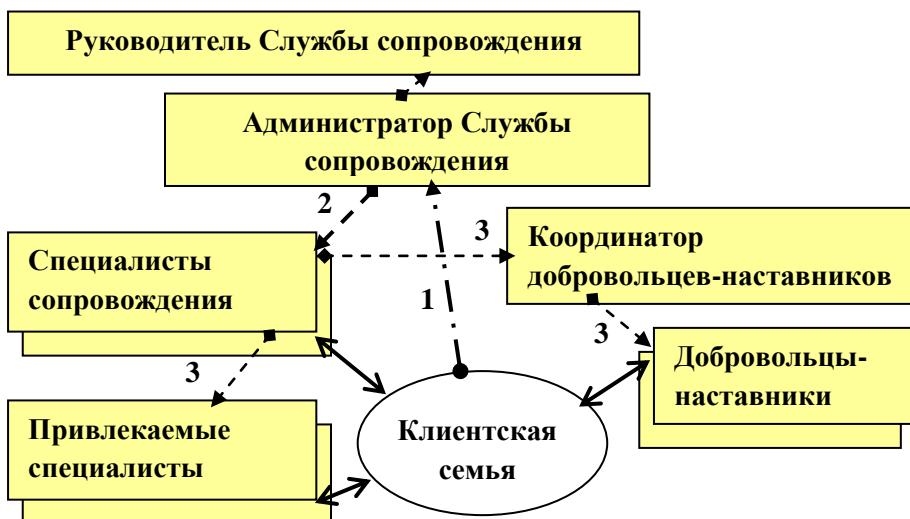 Руководитель Службы сопровождения
Администратор Службы
сопровождения
2
3
Специалисты
сопровождения
Координатор
добровольцев-наставников
1
3
3
Добровольцы-
наставники
Привлекаемые
специалисты
Клиентская
семья